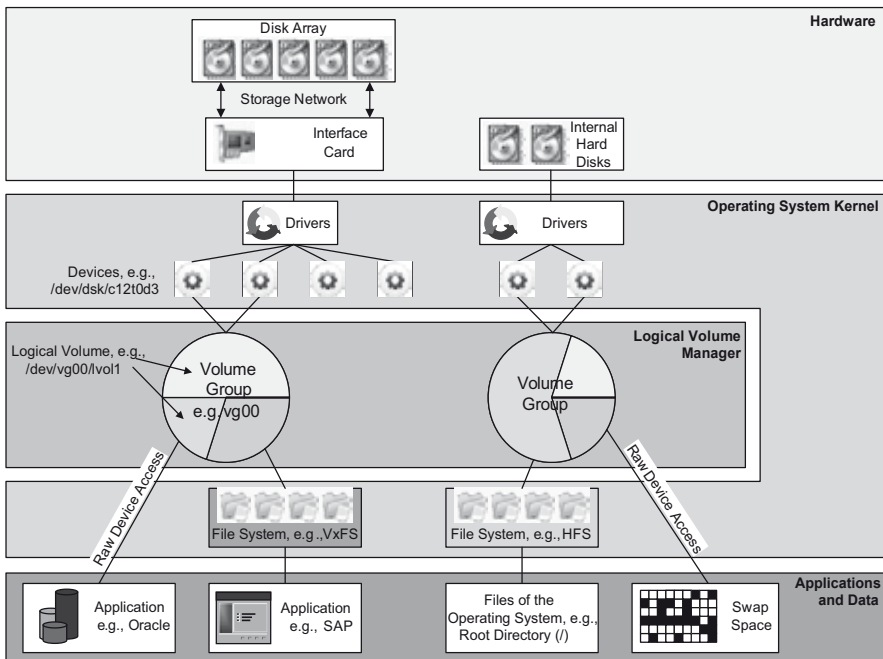 Hardware
Disk Array
Storage Network
Interface
Card
Internal
Hard
Disks
Operating System Kernel
Drivers
Drivers
Devices, e.g.,
/dev/dsk/c12t0d3
Logical Volume
Manager
Logical Volume, e.g.,
/dev/vg00/lvol1
Volume
Group
e.g. vg00
Volume
Group
Raw Device Access
Raw Device Access
File System, e.g.,VxFS
File System, e.g.,HFS
Applications
and Data
Application
e.g., Oracle
Application
e.g., SAP
Files of the
Operating System, e.g.,
Root Directory (/)
Swap
Space